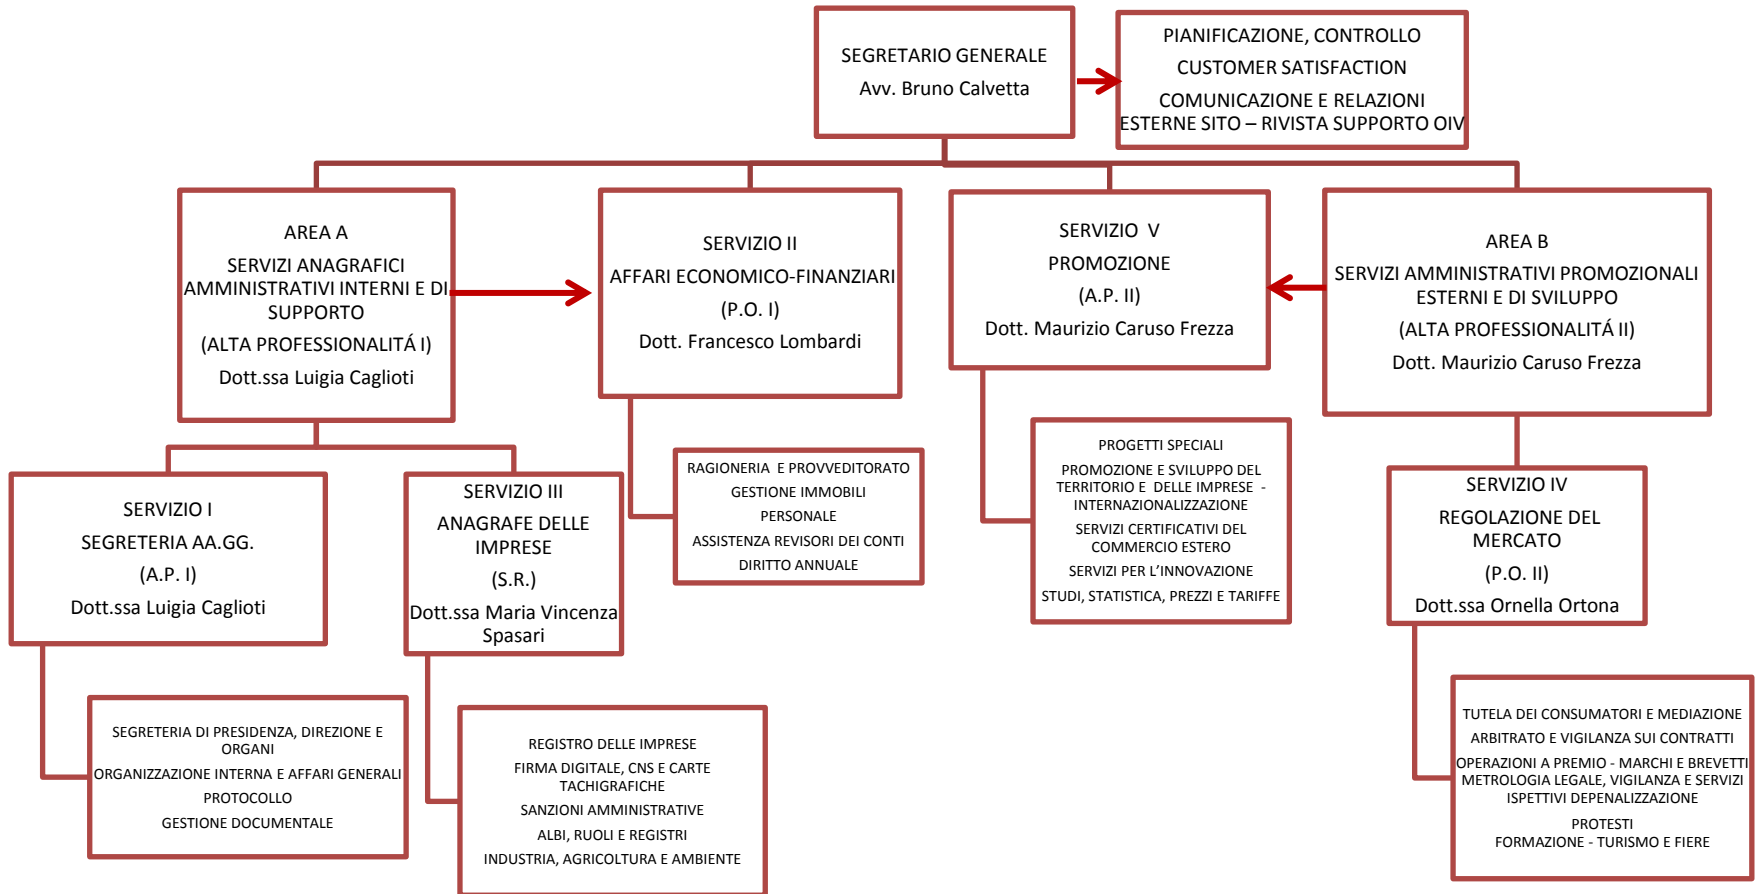 SEGRETARIO GENERALE
Avv. Bruno Calvetta
PIANIFICAZIONE, CONTROLLO
CUSTOMER SATISFACTION
COMUNICAZIONE E RELAZIONI
ESTERNE SITO – RIVISTA SUPPORTO OIV
AREA A
SERVIZI ANAGRAFICI
AMMINISTRATIVI INTERNI E DI
SUPPORTO
(ALTA PROFESSIONALITÁ I)
Dott.ssa Luigia Caglioti
SERVIZIO II
AFFARI ECONOMICO-FINANZIARI
(P.O. I)
Dott. Francesco Lombardi
SERVIZIO V
PROMOZIONE
(A.P. II)
Dott. Maurizio Caruso Frezza
AREA B
SERVIZI AMMINISTRATIVI PROMOZIONALI
ESTERNI E DI SVILUPPO
(ALTA PROFESSIONALITÁ II)
Dott. Maurizio Caruso Frezza
SERVIZIO I
SEGRETERIA AA.GG.
(A.P. I)
Dott.ssa Luigia Caglioti
SERVIZIO III
ANAGRAFE DELLE
IMPRESE
(S.R.)
Dott.ssa Maria Vincenza
Spasari
RAGIONERIA E PROVVEDITORATO
GESTIONE IMMOBILI
PERSONALE
ASSISTENZA REVISORI DEI CONTI
DIRITTO ANNUALE
PROGETTI SPECIALI
PROMOZIONE E SVILUPPO DEL
TERRITORIO E DELLE IMPRESE -
INTERNAZIONALIZZAZIONE
SERVIZI CERTIFICATIVI DEL
COMMERCIO ESTERO
SERVIZI PER L’INNOVAZIONE
STUDI, STATISTICA, PREZZI E TARIFFE
SERVIZIO IV
REGOLAZIONE DEL
MERCATO
(P.O. II)
Dott.ssa Ornella Ortona
SEGRETERIA DI PRESIDENZA, DIREZIONE E
ORGANI
ORGANIZZAZIONE INTERNA E AFFARI GENERALI
PROTOCOLLO
GESTIONE DOCUMENTALE
REGISTRO DELLE IMPRESE
FIRMA DIGITALE, CNS E CARTE
TACHIGRAFICHE
SANZIONI AMMINISTRATIVE
ALBI, RUOLI E REGISTRI
INDUSTRIA, AGRICOLTURA E AMBIENTE
TUTELA DEI CONSUMATORI E MEDIAZIONE
ARBITRATO E VIGILANZA SUI CONTRATTI
OPERAZIONI A PREMIO - MARCHI E BREVETTI
METROLOGIA LEGALE, VIGILANZA E SERVIZI
ISPETTIVI DEPENALIZZAZIONE
PROTESTI
FORMAZIONE - TURISMO E FIERE